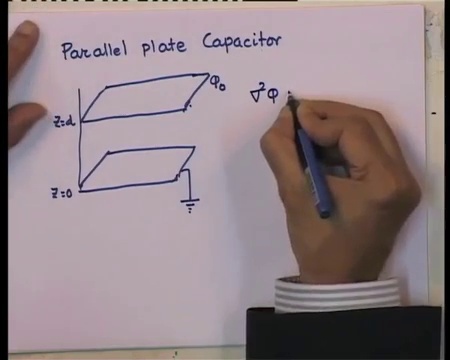 Parallel plate Capacitor
φ₀
∇²φ
z=d
z=0